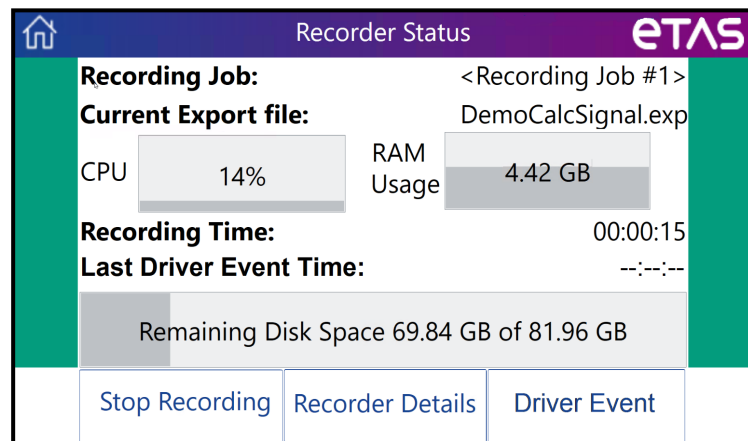 Recorder Status
ETAS
Recording Job: <Recording Job #1>
Current Export file: DemoCalcSignal.exp
CPU 14% RAM Usage 4.42 GB
Recording Time: 00:00:15
Last Driver Event Time: --:--:--
Remaining Disk Space 69.84 GB of 81.96 GB
Stop Recording Recorder Details Driver Event